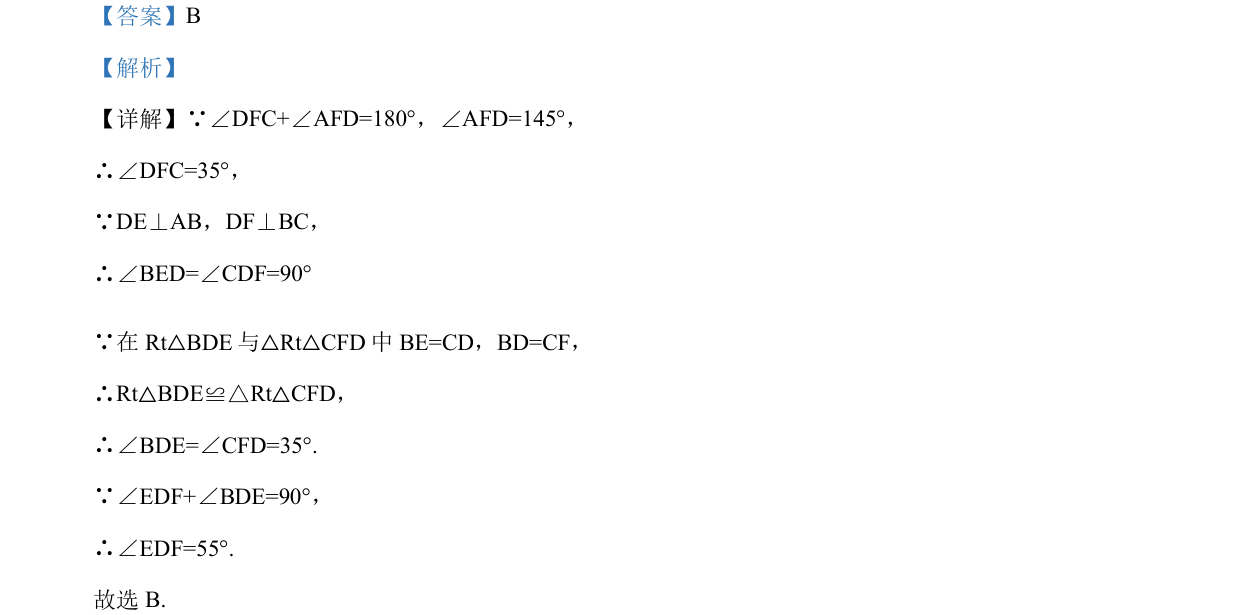 【答案】B
【解析】
【详解】∵∠DFC+∠AFD=180°，∠AFD=145°，
∴∠DFC=35°，
∵DE⊥AB，DF⊥BC，
∴∠BED=∠CDF=90°
∵在 Rt△BDE 与△Rt△CFD 中 BE=CD，BD=CF，
∴Rt△BDE≌△Rt△CFD，
∴∠BDE=∠CFD=35°.
∵∠EDF+∠BDE=90°，
∴∠EDF=55°.
故选 B.